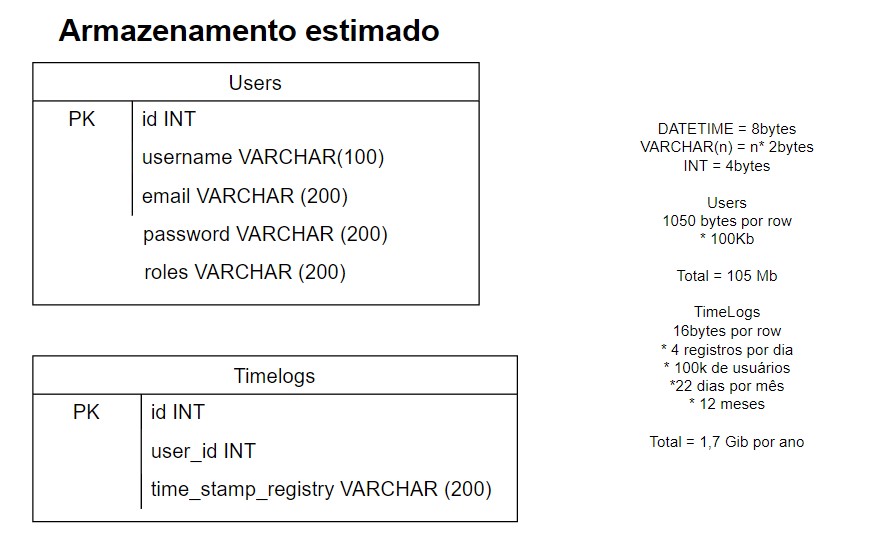 Armazenamento estimado
Users
PK id INT
username VARCHAR(100)
email VARCHAR (200)
password VARCHAR (200)
roles VARCHAR (200)
Timelogs
PK id INT
user_id INT
time_stamp_registry VARCHAR (200)
DATETIME = 8bytes
VARCHAR(n) = n* 2bytes
INT = 4bytes
Users
1050 bytes por row
* 100Kb
Total = 105 Mb
TimeLogs
16bytes por row
* 4 registros por dia
* 100k de usuários
*22 dias por mês
* 12 meses
Total = 1,7 Gib por ano